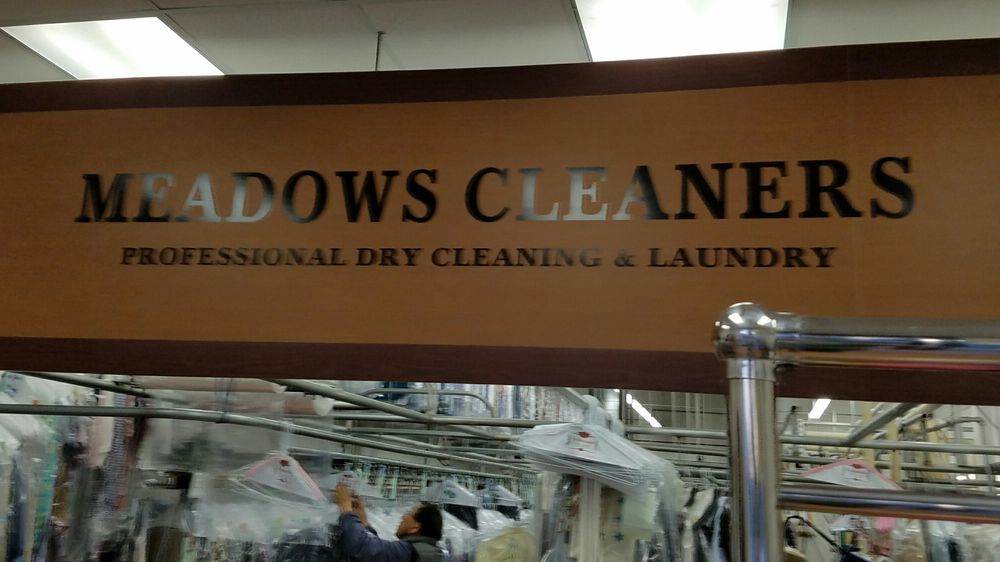 MEADOWS CLEANERS
PROFESSIONAL DRY CLEANING & LAUNDRY